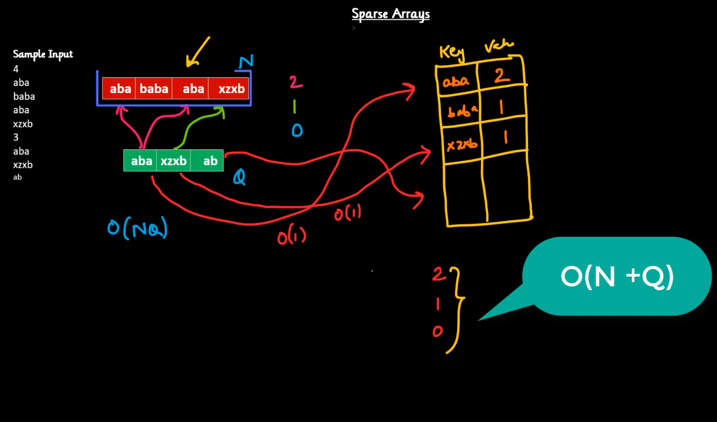 Sparse Arrays
Sample Input
4
aba
baba
aba
xzxb
3
aba
xzxb
ab
N
aba baba aba xzxb
aba xzxb ab
Q
O(NQ)
2
1
0
O(1)
O(1)
Key Value
aba 2
baba 1
xzxb 1
2
1
0
O(N +Q)